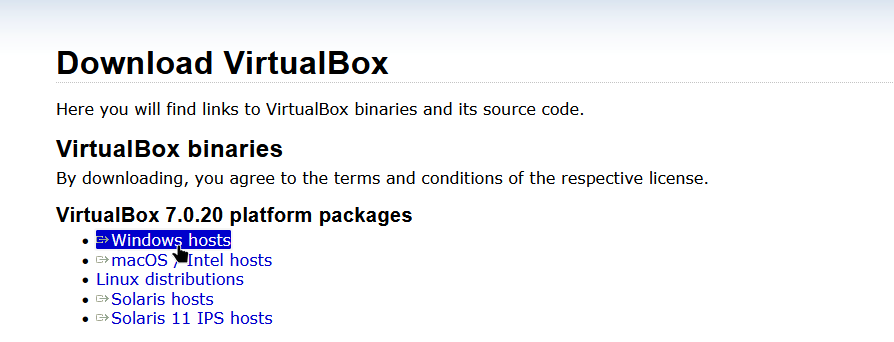 Download VirtualBox
Here you will find links to VirtualBox binaries and its source code.
VirtualBox binaries
By downloading, you agree to the terms and conditions of the respective license.
VirtualBox 7.0.20 platform packages
Windows hosts
macOS / Intel hosts
Linux distributions
Solaris hosts
Solaris 11 IPS hosts